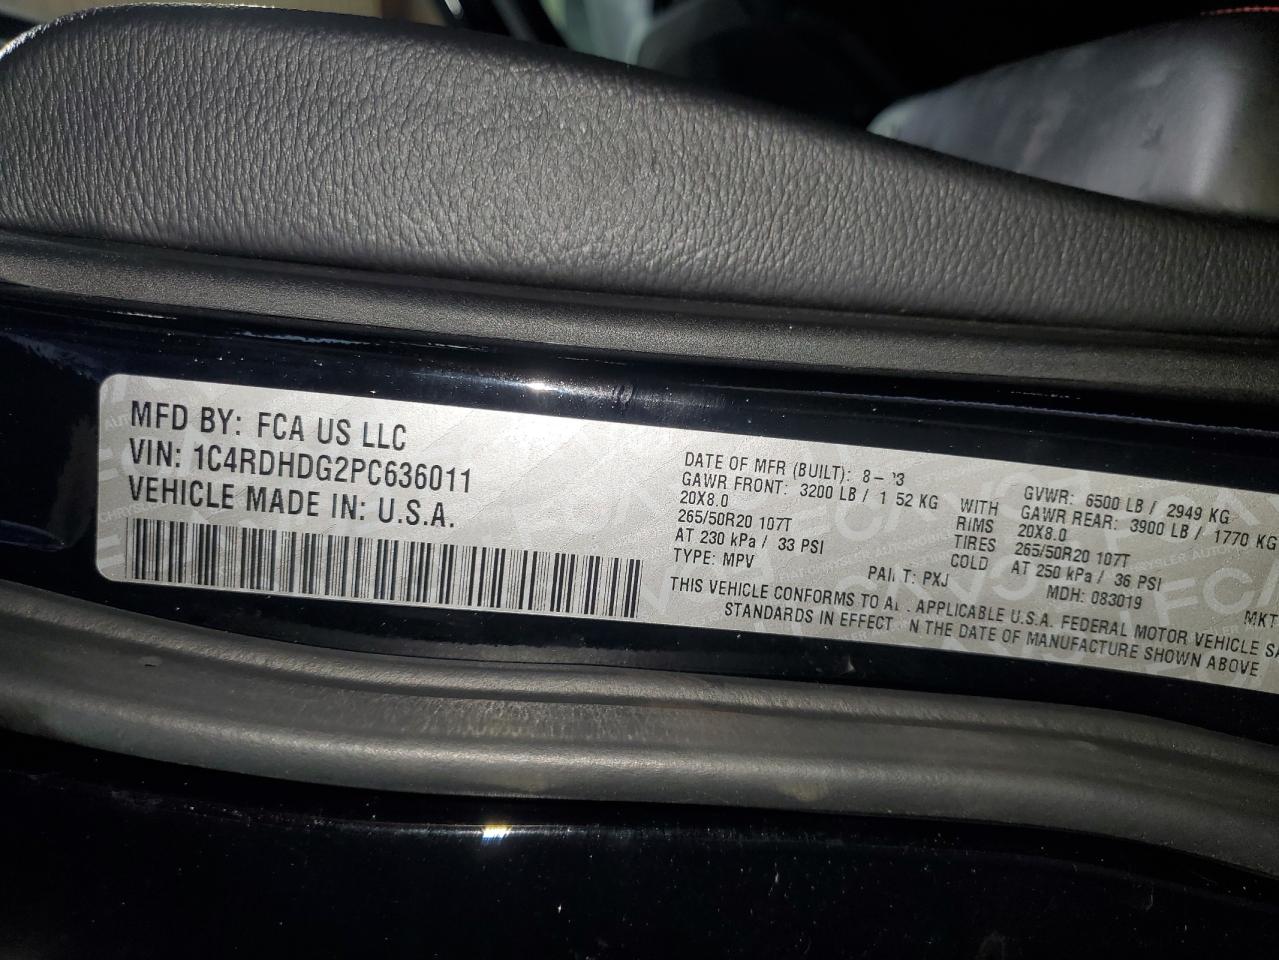 MFD BY: FCA US LLC
VIN: 1C4RDHDG2PC636011
VEHICLE MADE IN: U.S.A.
DATE OF MFR (BUILT): 8-
GAWR FRONT: 3200 LB / KG
WITH
GVWR: 6500 LB / 2949 KG
20X8.0
RIMS
GAWR REAR: 3900 LB / 1770 KG
265/50R20 107T
TIRES
20X8.0
AT 230 kPa / 33 PSI
COLD
265/50R20 107T
TYPE: MPV
AT 250 kPa / 36 PSI
PXJ
MDH: 083019
MKT
THIS VEHICLE CONFORMS TO APPLICABLE U.S.A. FEDERAL MOTOR VEHICLE
STANDARDS IN EFFECT THE DATE OF MANUFACTURE SHOWN ABOVE